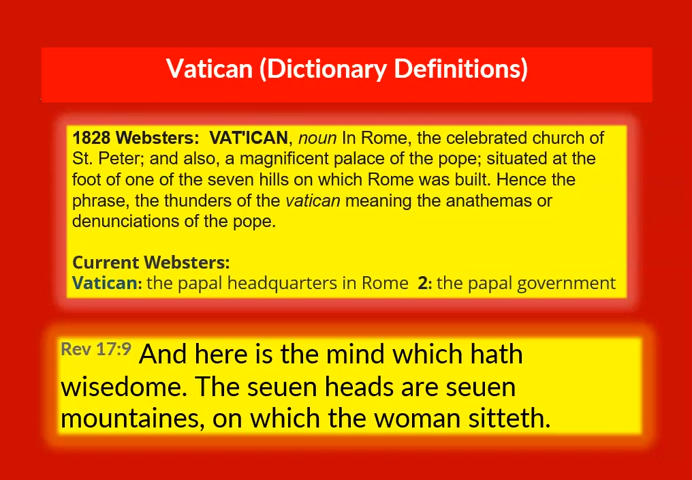 Vatican (Dictionary Definitions)
1828 Websters: VAT'ICAN, noun In Rome, the celebrated church of
St. Peter; and also, a magnificent palace of the pope; situated at the
foot of one of the seven hills on which Rome was built. Hence the
phrase, the thunders of the vatican meaning the anathemas or
denunciations of the pope.
Current Websters:
Vatican: the papal headquarters in Rome 2: the papal government
Rev 17:9 And here is the mind which hath
wisedome. The seuen heads are seuen
mountaines, on which the woman sitteth.